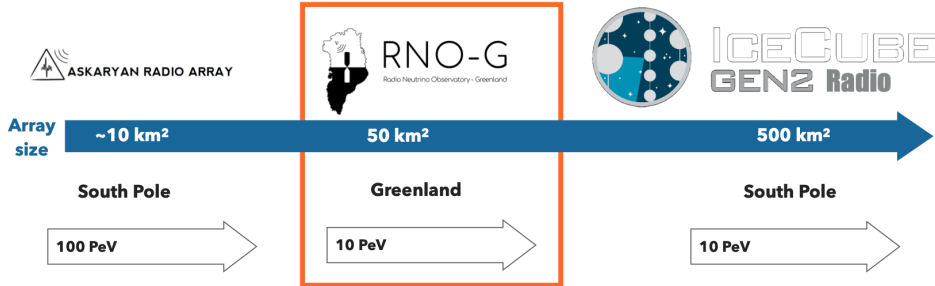 ASKARYAN RADIO ARRAY
RNO-G
Radio Neutrino Observatory - Greenland
ICECUBE
GEN2 Radio
Array size
~10 km²
50 km²
500 km²
South Pole
Greenland
South Pole
100 PeV
10 PeV
10 PeV